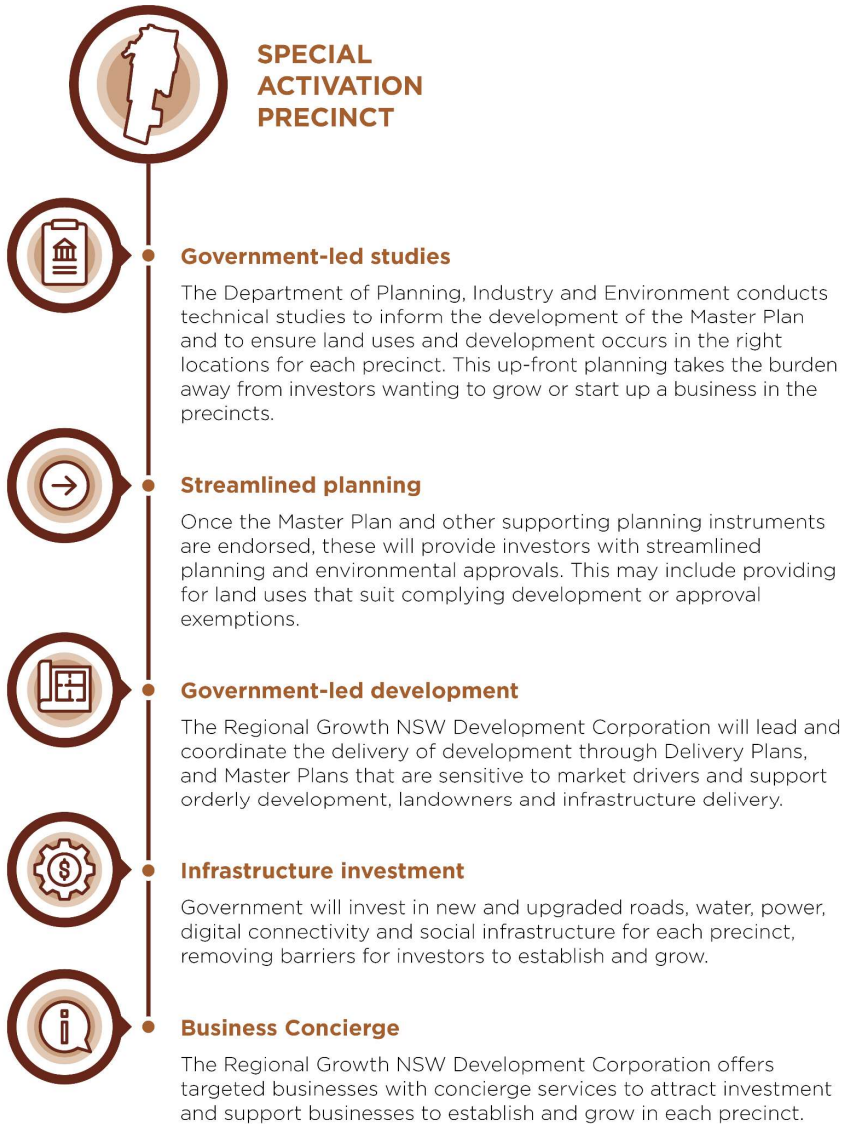 SPECIAL
ACTIVATION
PRECINCT
Government-led studies
The Department of Planning, Industry and Environment conducts
technical studies to inform the development of the Master Plan
and to ensure land uses and development occurs in the right
locations for each precinct. This up-front planning takes the burden
away from investors wanting to grow or start up a business in the
precincts.
Streamlined planning
Once the Master Plan and other supporting planning instruments
are endorsed, these will provide investors with streamlined
planning and environmental approvals. This may include providing
for land uses that suit complying development or approval
exemptions.
Government-led development
The Regional Growth NSW Development Corporation will lead and
coordinate the delivery of development through Delivery Plans,
and Master Plans that are sensitive to market drivers and support
orderly development, landowners and infrastructure delivery.
$
Infrastructure investment
Government will invest in new and upgraded roads, water, power,
digital connectivity and social infrastructure for each precinct,
removing barriers for investors to establish and grow.
i
Business Concierge
The Regional Growth NSW Development Corporation offers
targeted businesses with concierge services to attract investment
and support businesses to establish and grow in each precinct.